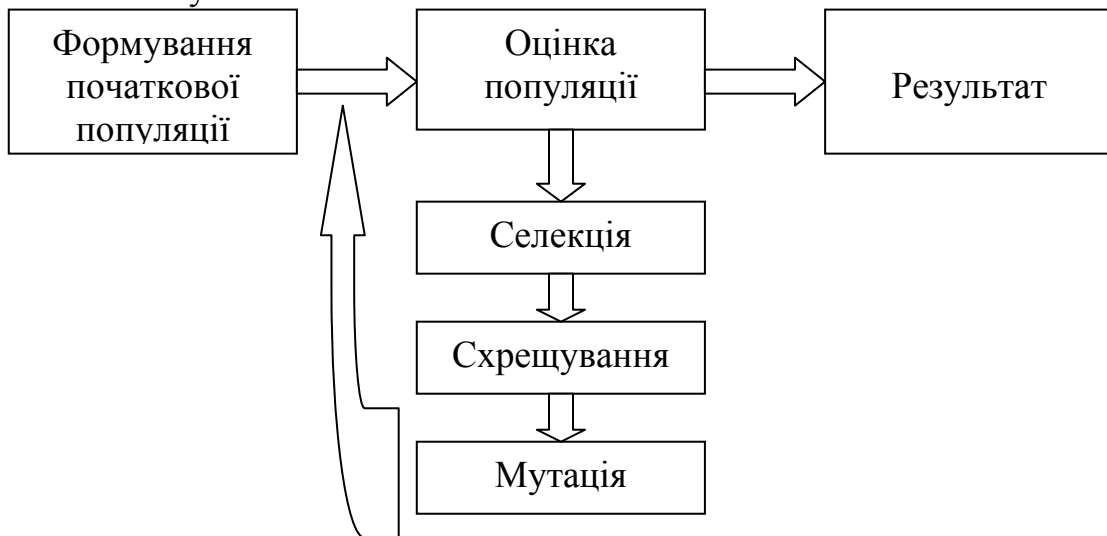 Формування
початкової
популяції
Оцінка
популяції
Результат
Селекція
Схрещування
Мутація